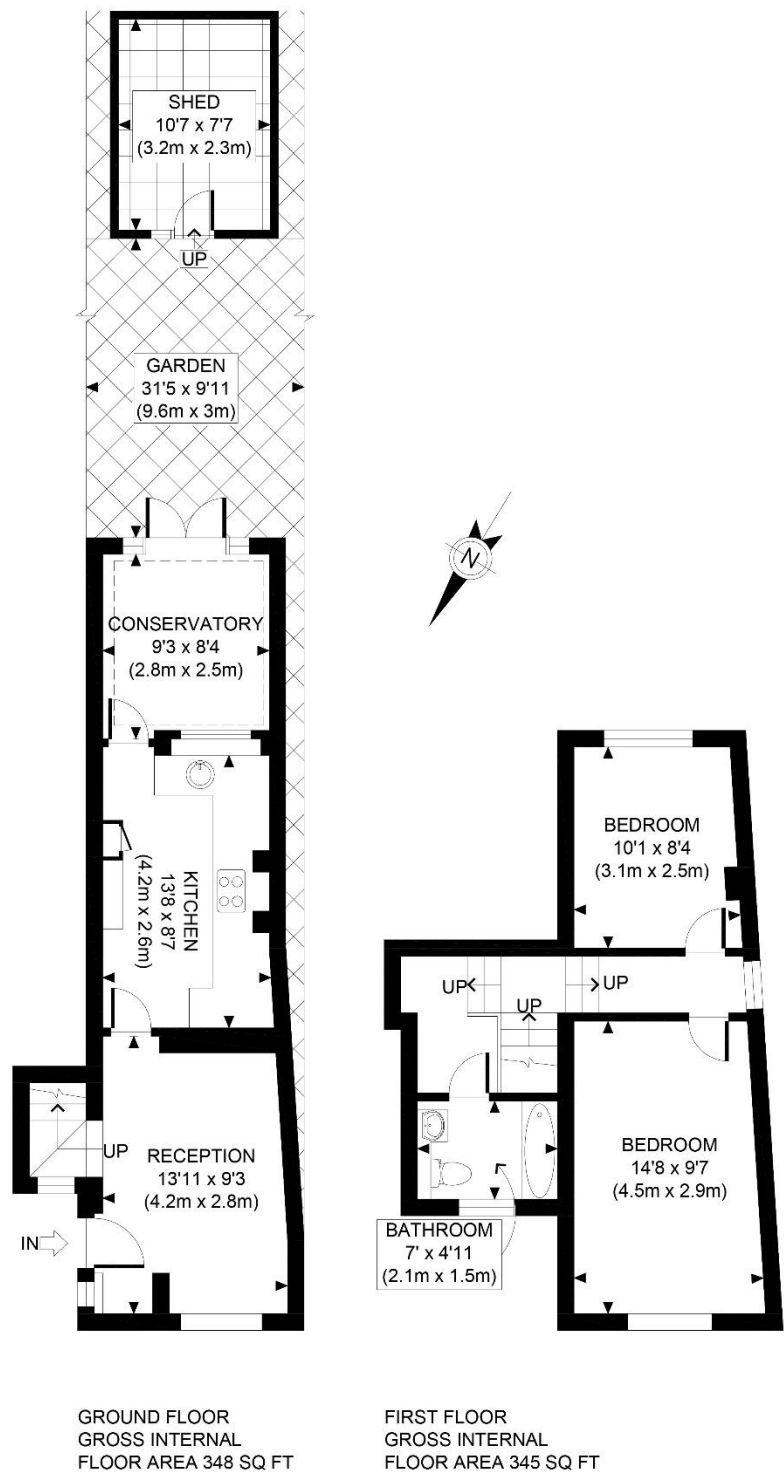 SHED
10'7 x 7'7
(3.2m x 2.3m)
UP
GARDEN
31'5 x 9'11
(9.6m x 3m)
N
CONSERVATORY
9'3 x 8'4
(2.8m x 2.5m)
KITCHEN
13'8 x 8'7
(4.2m x 2.6m)
UP
RECEPTION
13'11 x 9'3
(4.2m x 2.8m)
IN
BEDROOM
10'1 x 8'4
(3.1m x 2.5m)
UP
UP
UP
BEDROOM
14'8 x 9'7
(4.5m x 2.9m)
BATHROOM
7' x 4'11
(2.1m x 1.5m)
GROUND FLOOR
GROSS INTERNAL
FLOOR AREA 348 SQ FT
FIRST FLOOR
GROSS INTERNAL
FLOOR AREA 345 SQ FT